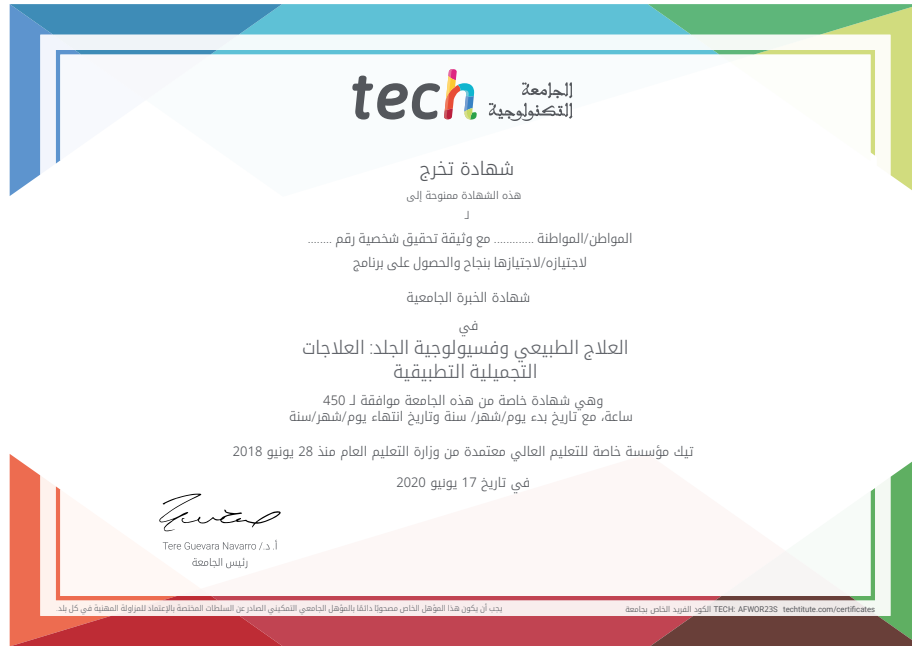 tech الجامعة
التكنولوجية
شهادة تخرج
هذه الشهادة ممنوحة إلى
لـ
المواطن/المواطنة ............ مع وثيقة تحقيق شخصية رقم ........
لاجتيازه/لاجتيازها بنجاح والحصول على برنامج
شهادة الخبرة الجامعية
في
العلاج الطبيعي وفسيولوجية الجلد: العلاجات
التجميلية التطبيقية
وهي شهادة خاصة من هذه الجامعة موافقة لـ 450
ساعة، مع تاريخ بدء يوم/شهر/ سنة وتاريخ انتهاء يوم/شهر/سنة
تيك مؤسسة خاصة للتعليم العالي معتمدة من وزارة التعليم العام منذ 28 يونيو 2018
في تاريخ 17 يونيو 2020
أ. د./ Tere Guevara Navarro
رئيس الجامعة
يجب أن يكون هذا المؤهل الخاص مصحوبًا دائمًا بالمؤهل الجامعي التمكيني الصادر عن السلطات المختصة بالإعتماد للمزاولة المهنية في كل بلد.
الكود الفريد الخاص بجامعة TECH: AFWOR23S techtitute.com/certificates